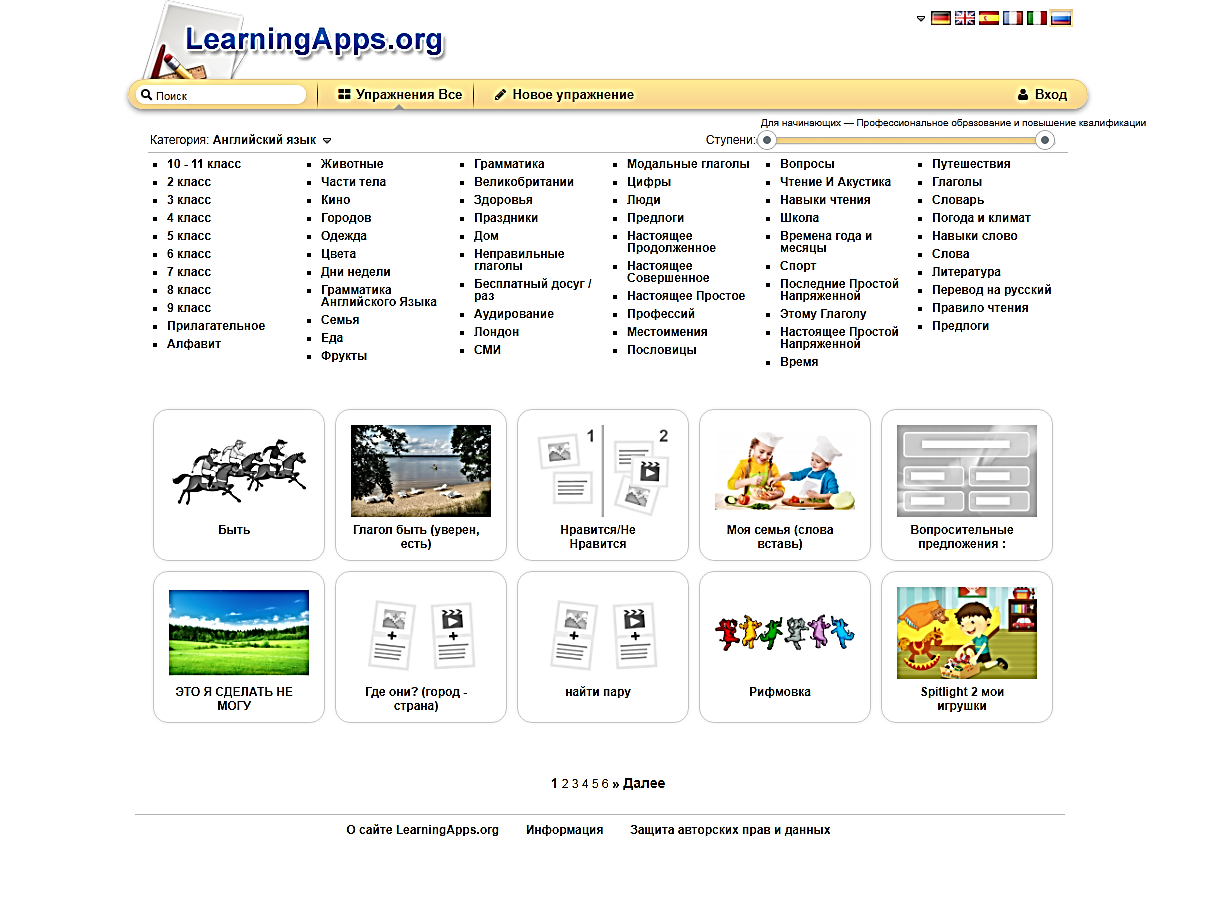 LearningApps.org
Поиск
Упражнения Все
Новое упражнение
Вход
Для начинающих — Профессиональное образование и повышение квалификации
Категория: Английский язык
Ступени:
10 - 11 класс
2 класс
3 класс
4 класс
5 класс
6 класс
7 класс
8 класс
9 класс
Прилагательное
Алфавит
Животные
Части тела
Кино
Городов
Одежда
Цвета
Дни недели
Грамматика
Английского Языка
Семья
Еда
Фрукты
Грамматика
Великобритании
Здоровья
Праздники
Дом
Неправильные
глаголы
Бесплатный досуг /
раз
Аудирование
Лондон
СМИ
Модальные глаголы
Цифры
Люди
Предлоги
Настоящее
Продолженное
Настоящее
Совершенное
Настоящее Простое
Профессий
Местоимения
Пословицы
Вопросы
Чтение И Акустика
Навыки чтения
Школа
Времена года и
месяцы
Спорт
Последние Простой
Напряженной
Этому Глаголу
Настоящее Простой
Напряженной
Время
Путешествия
Глаголы
Словарь
Погода и климат
Навыки слово
Слова
Литература
Перевод на русский
Правило чтения
Предлоги
Быть
Глагол быть (уверен,
есть)
1 2
Нравится/Не
Нравится
Моя семья (слова
вставь)
Вопросительные
предложения :
ЭТО Я СДЕЛАТЬ НЕ
МОГУ
Где они? (город -
страна)
найти пару
Рифмовка
Spitlight 2 мои
игрушки
1 2 3 4 5 6 » Далее
О сайте LearningApps.org
Информация
Защита авторских прав и данных